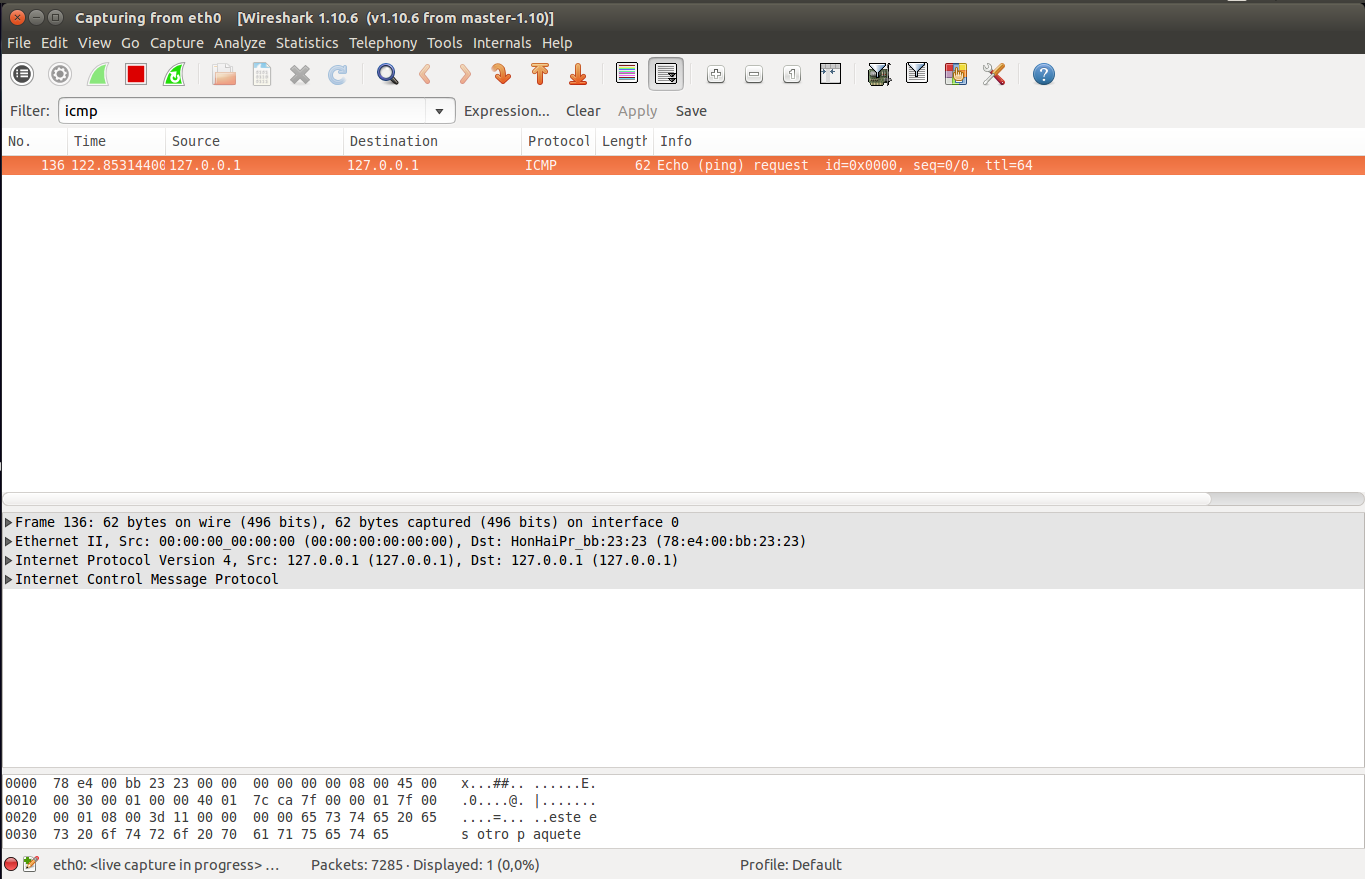 Capturing from eth0 [Wireshark 1.10.6 (v1.10.6 from master-1.10)]
File Edit View Go Capture Analyze Statistics Telephony Tools Internals Help
Filter: icmp Expression... Clear Apply Save
No. Time Source Destination Protocol Length Info
136 122.85314400 127.0.0.1 127.0.0.1 ICMP 62 Echo (ping) request id=0x0000, seq=0/0, ttl=64
Frame 136: 62 bytes on wire (496 bits), 62 bytes captured (496 bits) on interface 0
Ethernet II, Src: 00:00:00_00:00:00 (00:00:00:00:00:00), Dst: HonHaiPr_bb:23:23 (78:e4:00:bb:23:23)
Internet Protocol Version 4, Src: 127.0.0.1 (127.0.0.1), Dst: 127.0.0.1 (127.0.0.1)
Internet Control Message Protocol
0000 78 e4 00 bb 23 23 00 00 00 00 00 00 08 00 45 00 x...##.. ......E.
0010 00 30 00 01 00 00 40 01 7c ca 7f 00 00 01 7f 00 .0....@. |.......
0020 00 01 08 00 3d 11 00 00 00 00 65 73 74 65 20 65 ....=... ..este e
0030 73 20 6f 74 72 6f 20 70 61 71 75 65 74 65 s otro p aquete
eth0: <live capture in progress> ... Packets: 7285 · Displayed: 1 (0,0%) Profile: Default